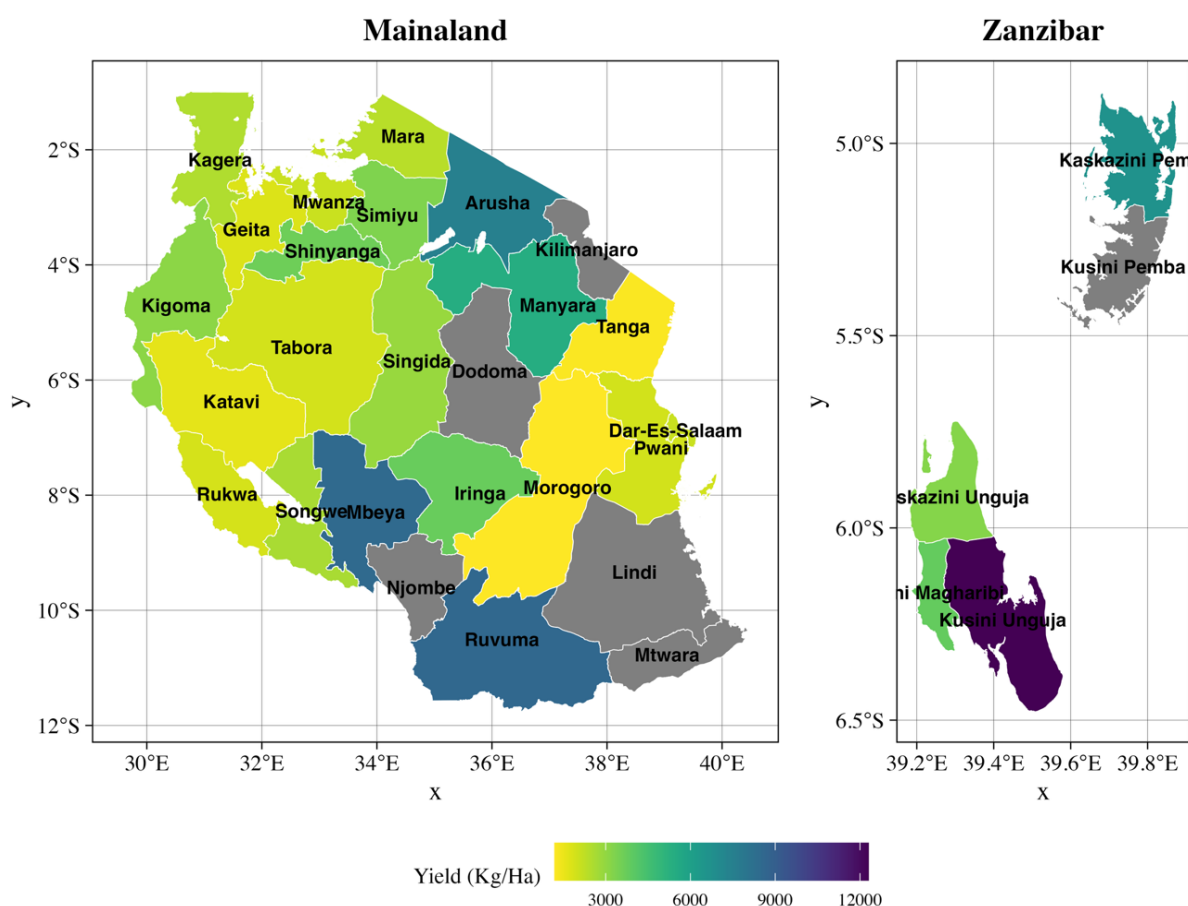 Mainaland
Zanzibar
2°S
4°S
6°S
8°S
10°S
12°S
y
Kagera
Mara
Mwanza
Geita
Simiyu
Arusha
Shinyanga
Kilimanjaro
Kigoma
Manyara
Tanga
Tabora
Singida
Dodoma
Katavi
Dar-Es-Salaam
Pwani
Rukwa
Songwe
Mbeya
Iringa
Morogoro
Njombe
Lindi
Ruvuma
Mtwara
30°E 32°E 34°E 36°E 38°E 40°E
x
5.0°S
5.5°S
6.0°S
6.5°S
y
Kaskazini Pem
Kusini Pemba
skazini Unguja
ni Magharibi
Kusini Unguja
39.2°E 39.4°E 39.6°E 39.8°E
x
Yield (Kg/Ha)
3000 6000 9000 12000